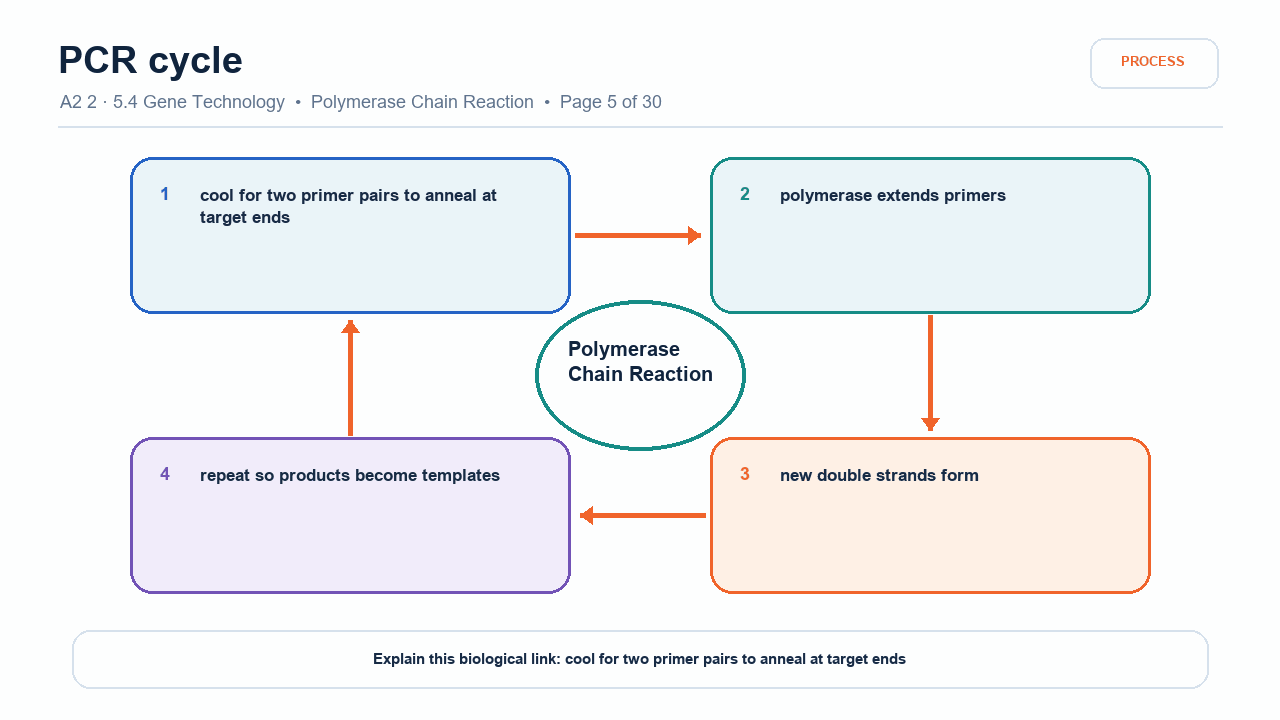 PCR cycle
PROCESS
A2 2 · 5.4 Gene Technology • Polymerase Chain Reaction • Page 5 of 30
1
cool for two primer pairs to anneal at
target ends
2
polymerase extends primers
Polymerase
Chain Reaction
4
repeat so products become templates
3
new double strands form
Explain this biological link: cool for two primer pairs to anneal at target ends